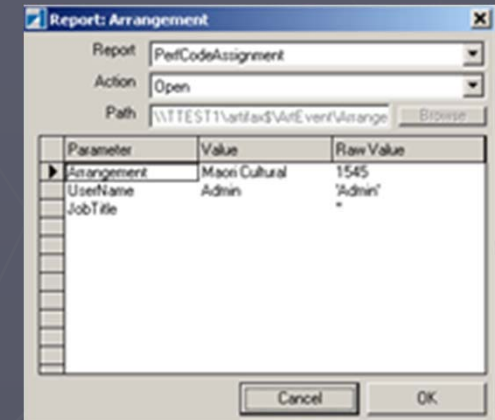 Report: Arrangement
Report PerfCodeAssignment
Action Open
Path \\TTEST1\artifax$\ArtEvent\Arrange Browse
Parameter Value Raw Value
Arrangement Maori Cultural 1545
UserName Admin 'Admin'
JobTitle ''
Cancel OK